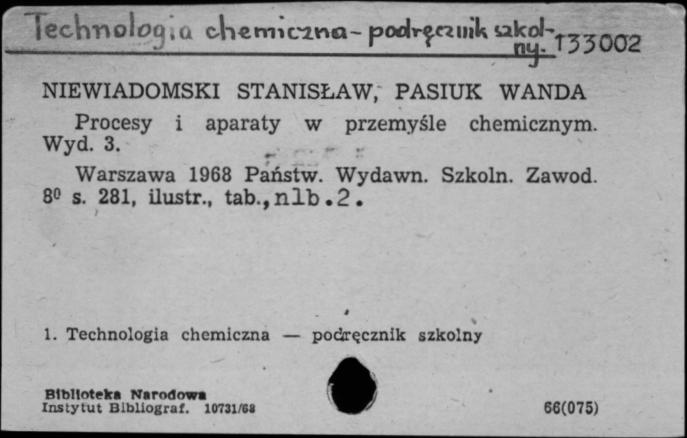 Technologia chemiczna - podręcznik szkol-
ny. 133002
NIEWIADOMSKI STANISŁAW, PASIUK WANDA
Procesy i aparaty w przemyśle chemicznym.
Wyd. 3.
Warszawa 1968 Państw. Wydawn. Szkoln. Zawod.
8⁰ s. 281, ilustr., tab., nlb.2.
1. Technologia chemiczna — podręcznik szkolny
Biblioteka Narodowa
Instytut Bibliograf. 10731/68
66(075)